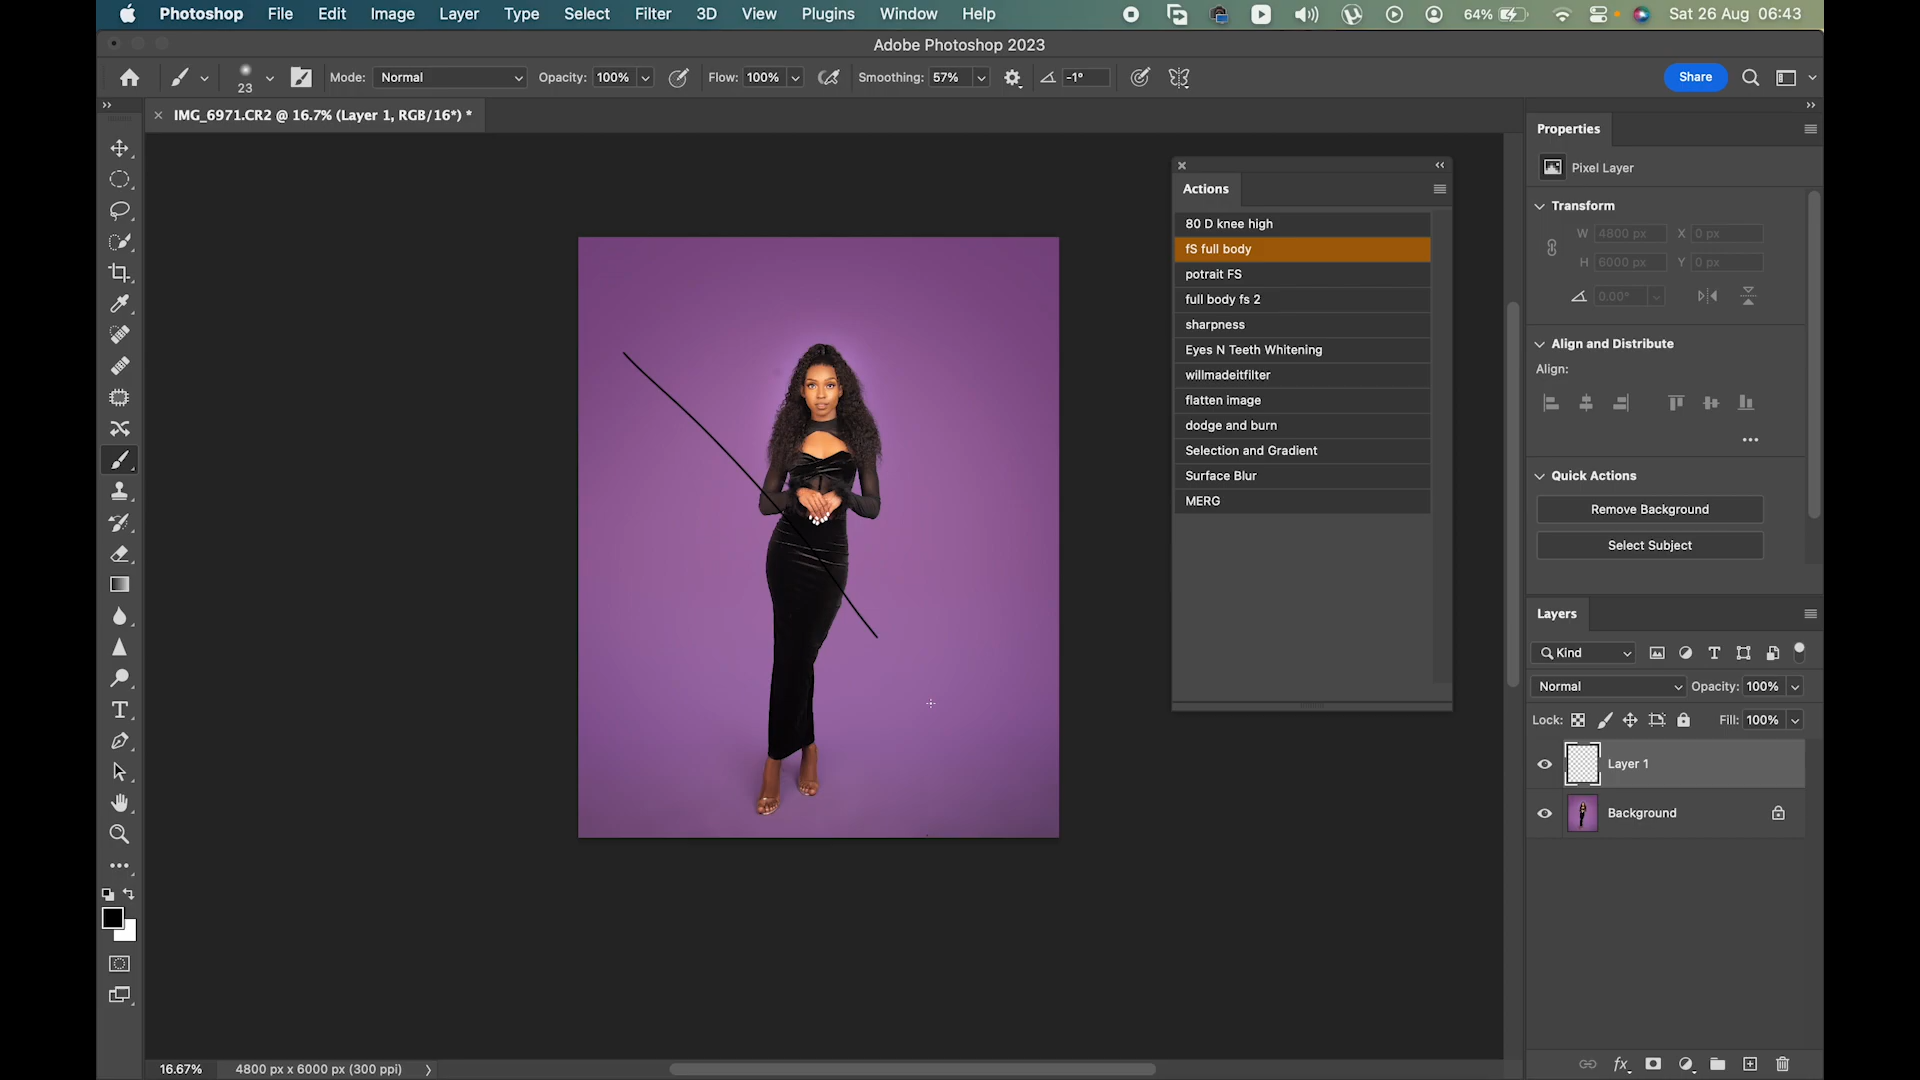 Photoshop File Edit Image Layer Type Select Filter 3D View Plugins Window Help 64% Sat 26 Aug 06:43
Adobe Photoshop 2023
23 Mode: Normal Opacity: 100% Flow: 100% Smoothing: 57% -1° Share
IMG_6971.CR2 @ 16.7% (Layer 1, RGB/16*) *
Properties
Pixel Layer
Transform
W 4800 px X 0 px
H 6000 px Y 0 px
0.00°
Align and Distribute
Align:
Quick Actions
Remove Background
Select Subject
Actions
80 D knee high
fS full body
potrait FS
full body fs 2
sharpness
Eyes N Teeth Whitening
willmadeitfilter
flatten image
dodge and burn
Selection and Gradient
Surface Blur
MERG
Layers
Kind
Normal Opacity: 100%
Lock: Fill: 100%
Layer 1
Background
16.67% 4800 px x 6000 px (300 ppi)